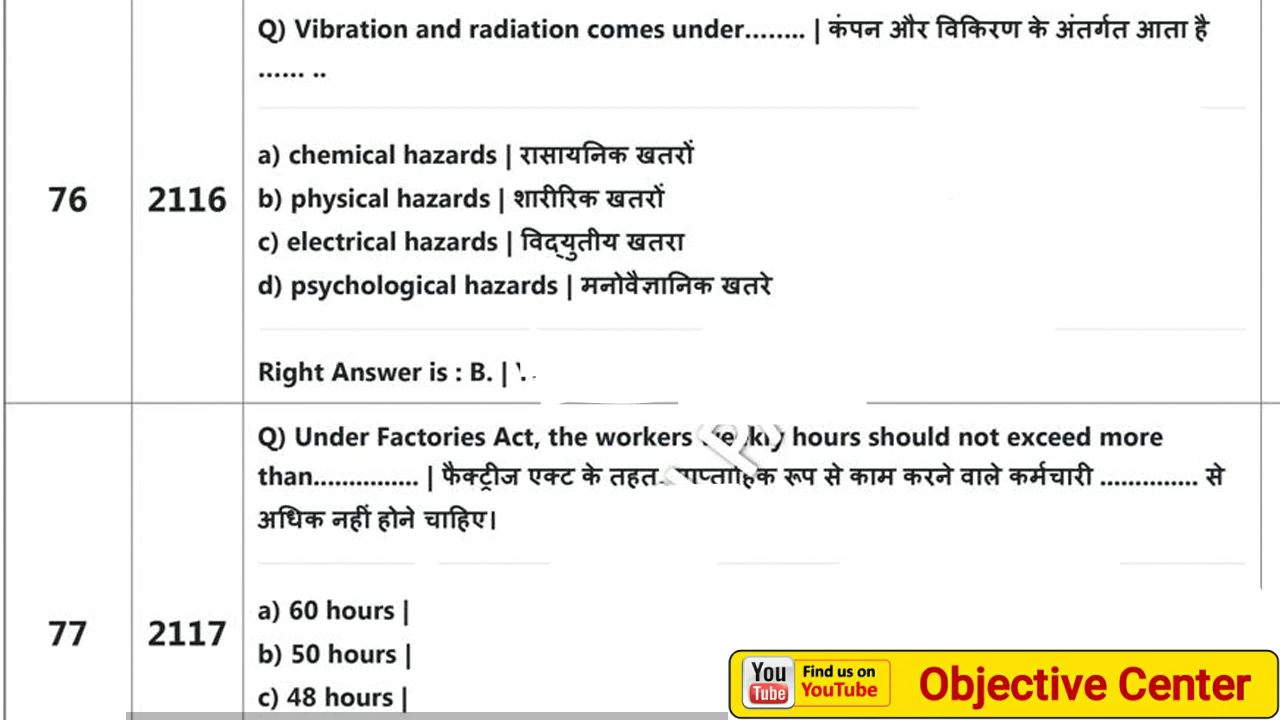 Q) Vibration and radiation comes under........ | कंपन और विकिरण के अंतर्गत आता है
...... ..
a) chemical hazards | रासायनिक खतरों
76
2116
b) physical hazards | शारीरिक खतरों
c) electrical hazards | विद्युतीय खतरा
d) psychological hazards | मनोवैज्ञानिक खतरे
Right Answer is : B. |
Q) Under Factories Act, the workers weekly hours should not exceed more
than............... | फैक्ट्रीज एक्ट के तहत साप्ताहिक रूप से काम करने वाले कर्मचारी .............. से
अधिक नहीं होने चाहिए।
a) 60 hours |
77
2117
b) 50 hours |
c) 48 hours |
You
Tube
Find us on
YouTube
Objective Center